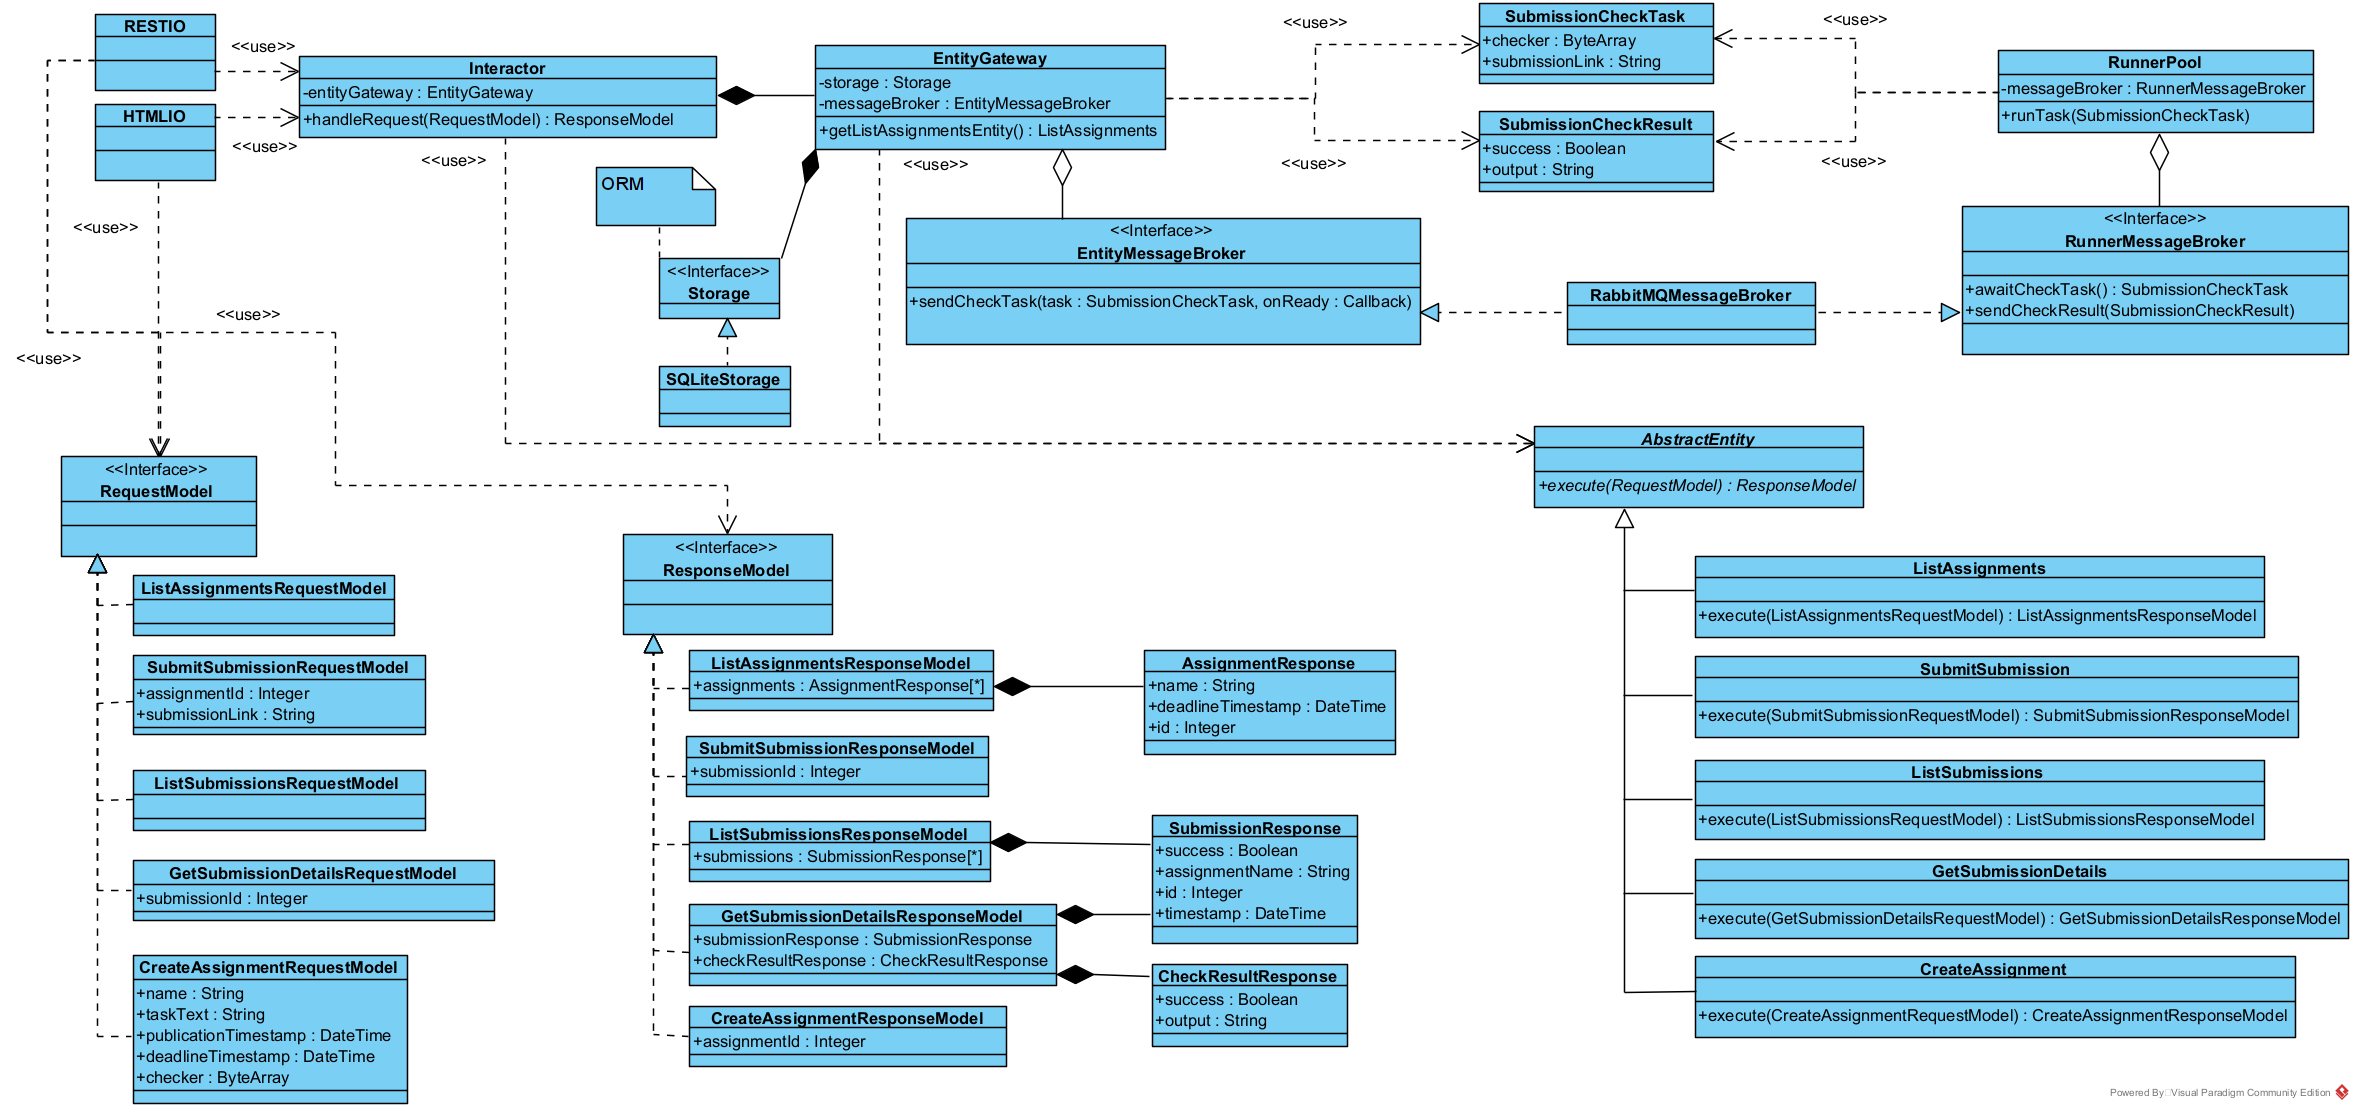 RESTIO
<<use>>
HTMLIO
<<use>>
Interactor
-entityGateway : EntityGateway
+handleRequest(RequestModel) : ResponseModel
<<use>>
EntityGateway
-storage : Storage
-messageBroker : EntityMessageBroker
+getListAssignmentsEntity() : ListAssignments
<<use>>
<<use>>
<<use>>
SubmissionCheckTask
+checker : ByteArray
+submissionLink : String
SubmissionCheckResult
+success : Boolean
+output : String
<<use>>
<<use>>
RunnerPool
-messageBroker : RunnerMessageBroker
+runTask(SubmissionCheckTask)
ORM
<<Interface>>
Storage
SQLiteStorage
<<Interface>>
EntityMessageBroker
+sendCheckTask(task : SubmissionCheckTask, onReady : Callback)
RabbitMQMessageBroker
<<Interface>>
RunnerMessageBroker
+awaitCheckTask() : SubmissionCheckTask
+sendCheckResult(SubmissionCheckResult)
<<use>>
<<use>>
<<use>>
<<Interface>>
RequestModel
ListAssignmentsRequestModel
SubmitSubmissionRequestModel
+assignmentId : Integer
+submissionLink : String
ListSubmissionsRequestModel
GetSubmissionDetailsRequestModel
+submissionId : Integer
CreateAssignmentRequestModel
+name : String
+taskText : String
+publicationTimestamp : DateTime
+deadlineTimestamp : DateTime
+checker : ByteArray
<<Interface>>
ResponseModel
ListAssignmentsResponseModel
+assignments : AssignmentResponse[*]
SubmitSubmissionResponseModel
+submissionId : Integer
ListSubmissionsResponseModel
+submissions : SubmissionResponse[*]
GetSubmissionDetailsResponseModel
+submissionResponse : SubmissionResponse
+checkResultResponse : CheckResultResponse
CreateAssignmentResponseModel
+assignmentId : Integer
AssignmentResponse
+name : String
+deadlineTimestamp : DateTime
+id : Integer
SubmissionResponse
+success : Boolean
+assignmentName : String
+id : Integer
+timestamp : DateTime
CheckResultResponse
+success : Boolean
+output : String
AbstractEntity
+execute(RequestModel) : ResponseModel
ListAssignments
+execute(ListAssignmentsRequestModel) : ListAssignmentsResponseModel
SubmitSubmission
+execute(SubmitSubmissionRequestModel) : SubmitSubmissionResponseModel
ListSubmissions
+execute(ListSubmissionsRequestModel) : ListSubmissionsResponseModel
GetSubmissionDetails
+execute(GetSubmissionDetailsRequestModel) : GetSubmissionDetailsResponseModel
CreateAssignment
+execute(CreateAssignmentRequestModel) : CreateAssignmentResponseModel
Powered By Visual Paradigm Community Edition